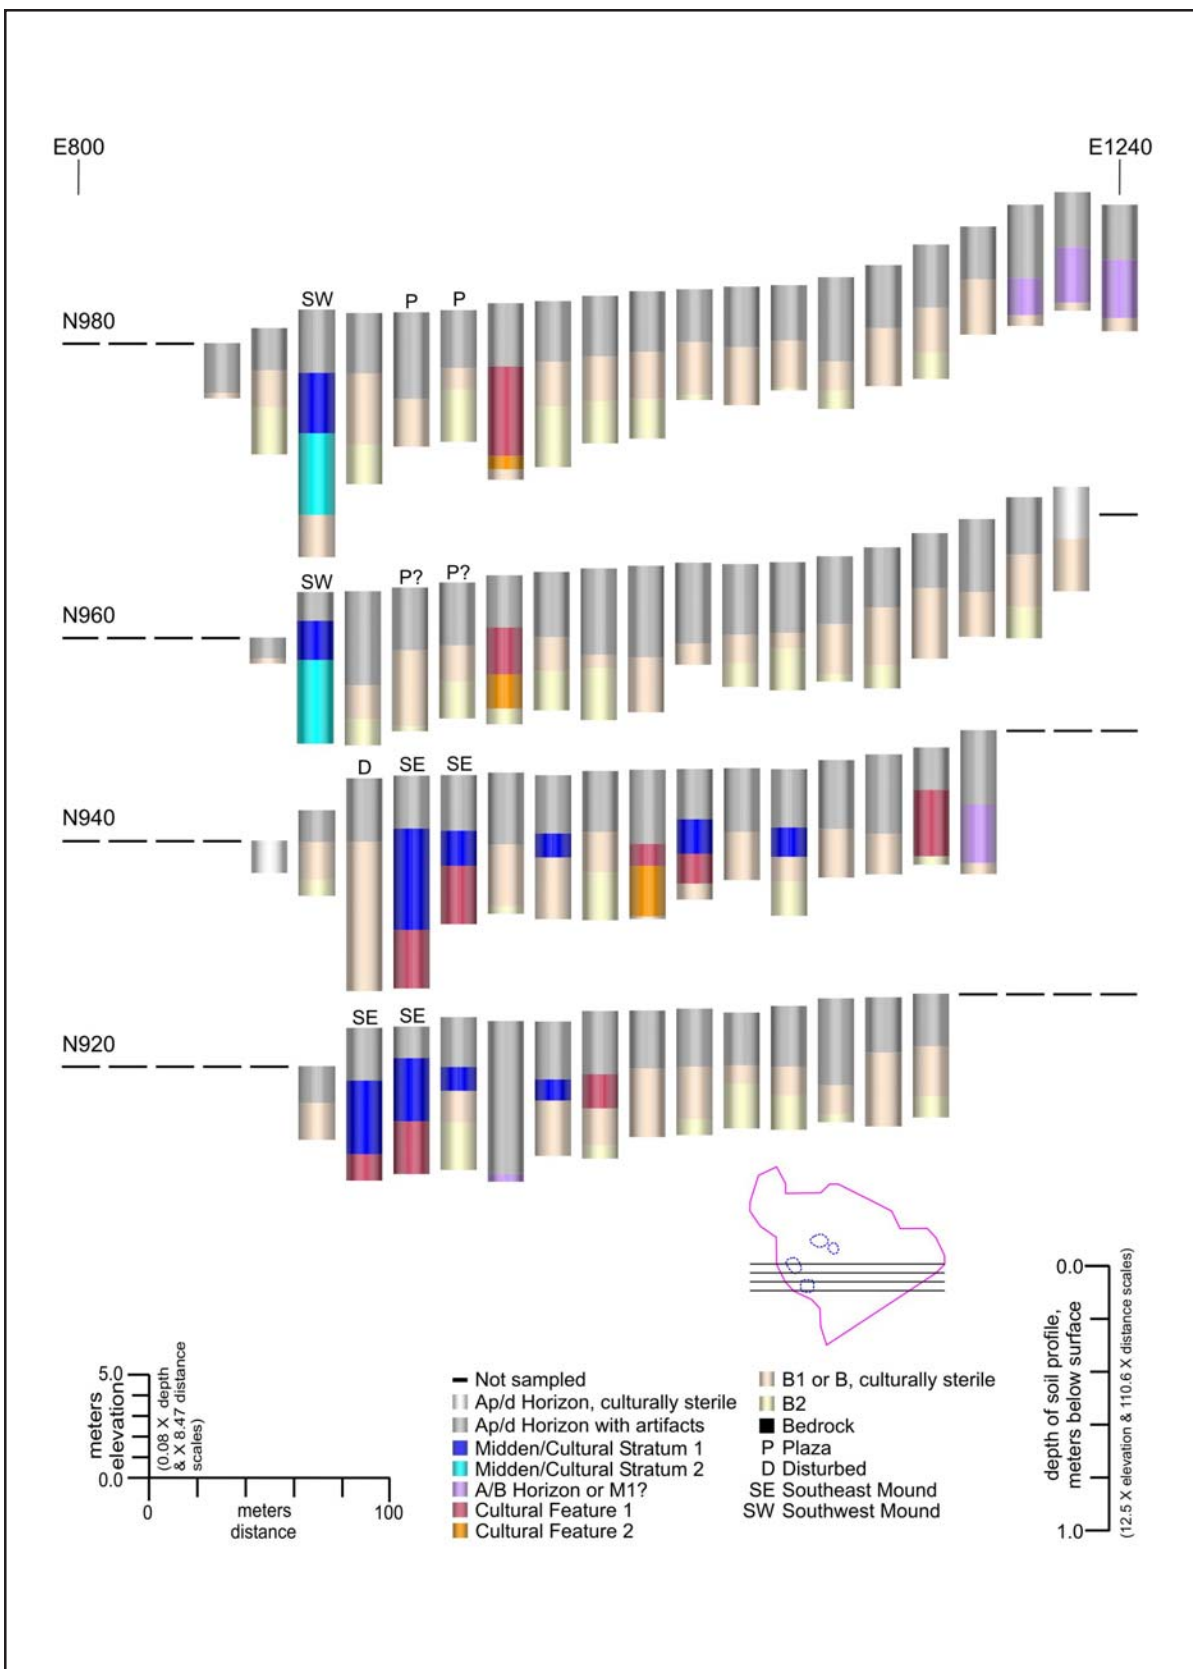 E800
E1240
SW
P
P
N980
SW
P?
P?
N960
D
SE
SE
N940
SE
SE
N920
5.0
meters
elevation
0.0
(0.08 X depth
& X 8.47 distance
scales)
0
meters
distance
100
Not sampled
Ap/d Horizon, culturally sterile
Ap/d Horizon with artifacts
Midden/Cultural Stratum 1
Midden/Cultural Stratum 2
A/B Horizon or M1?
Cultural Feature 1
Cultural Feature 2
B1 or B, culturally sterile
B2
Bedrock
P Plaza
D Disturbed
SE Southeast Mound
SW Southwest Mound
0.0
depth of soil profile,
meters below surface
1.0
(12.5 X elevation & 110.6 X distance scales)